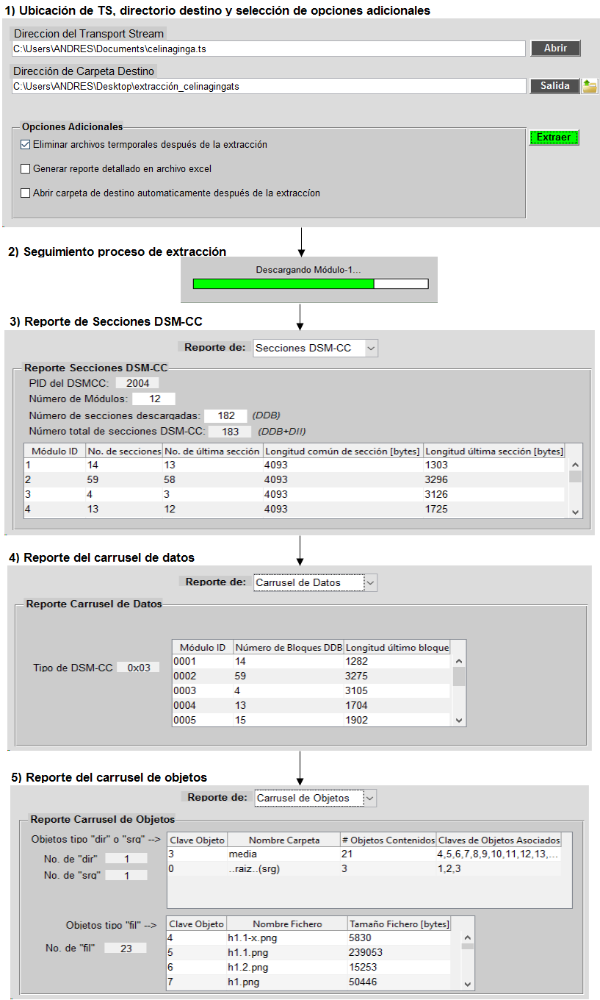 1) Ubicación de TS, directorio destino y selección de opciones adicionales
Direccion del Transport Stream
C:\Users\ANDRES\Documents\celinaginga.ts
Abrir
Dirección de Carpeta Destino
C:\Users\ANDRES\Desktop\extracción_celinagingats
Salida
Opciones Adicionales
Extraer
Eliminar archivos termporales después de la extracción
Generar reporte detallado en archivo excel
Abrir carpeta de destino automaticamente después de la extraccíon
2) Seguimiento proceso de extracción
Descargando Módulo-1...
3) Reporte de Secciones DSM-CC
Reporte de: Secciones DSM-CC
Reporte Secciones DSM-CC
PID del DSMCC: 2004
Número de Módulos: 12
Número de secciones descargadas: 182 (DDB)
Número total de secciones DSM-CC: 183 (DDB+DII)
Módulo ID No. de secciones No. de última sección Longitud común de sección [bytes] Longitud última sección [bytes]
1 14 13 4093 1303
2 59 58 4093 3296
3 4 3 4093 3126
4 13 12 4093 1725
4) Reporte del carrusel de datos
Reporte de: Carrusel de Datos
Reporte Carrusel de Datos
Tipo de DSM-CC 0x03
Módulo ID Número de Bloques DDB Longitud último bloque
0001 14 1282
0002 59 3275
0003 4 3105
0004 13 1704
0005 15 1902
5) Reporte del carrusel de objetos
Reporte de: Carrusel de Objetos
Reporte Carrusel de Objetos
Objetos tipo "dir" o "srg" -->
No. de "dir" 1
No. de "srg" 1
Clave Objeto Nombre Carpeta # Objetos Contenidos Claves de Objetos Asociados
3 media 21 4,5,6,7,8,9,10,11,12,13,...
0 ..raiz..(srg) 3 1,2,3
Objetos tipo "fil" -->
No. de "fil" 23
Clave Objeto Nombre Fichero Tamaño Fichero [bytes]
4 h1.1-x.png 5830
5 h1.1.png 239053
6 h1.2.png 15253
7 h1.png 50446